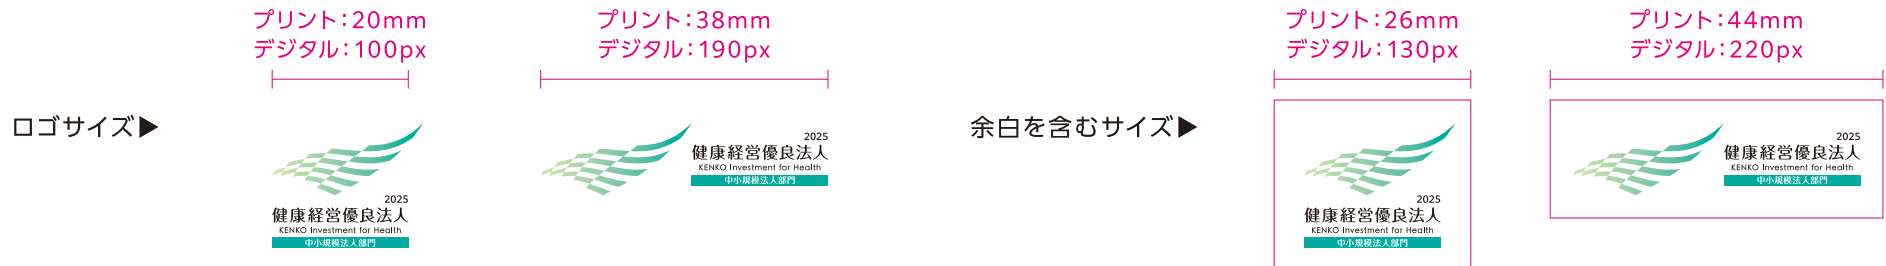 プリント：20mm
デジタル：100px
プリント：38mm
デジタル：190px
プリント：26mm
デジタル：130px
プリント：44mm
デジタル：220px
ロゴサイズ▶
2025
健康経営優良法人
KENKO Investment for Health
中小規模法人部門
2025
健康経営優良法人
KENKO Investment for Health
中小規模法人部門
余白を含むサイズ▶
2025
健康経営優良法人
KENKO Investment for Health
中小規模法人部門
2025
健康経営優良法人
KENKO Investment for Health
中小規模法人部門